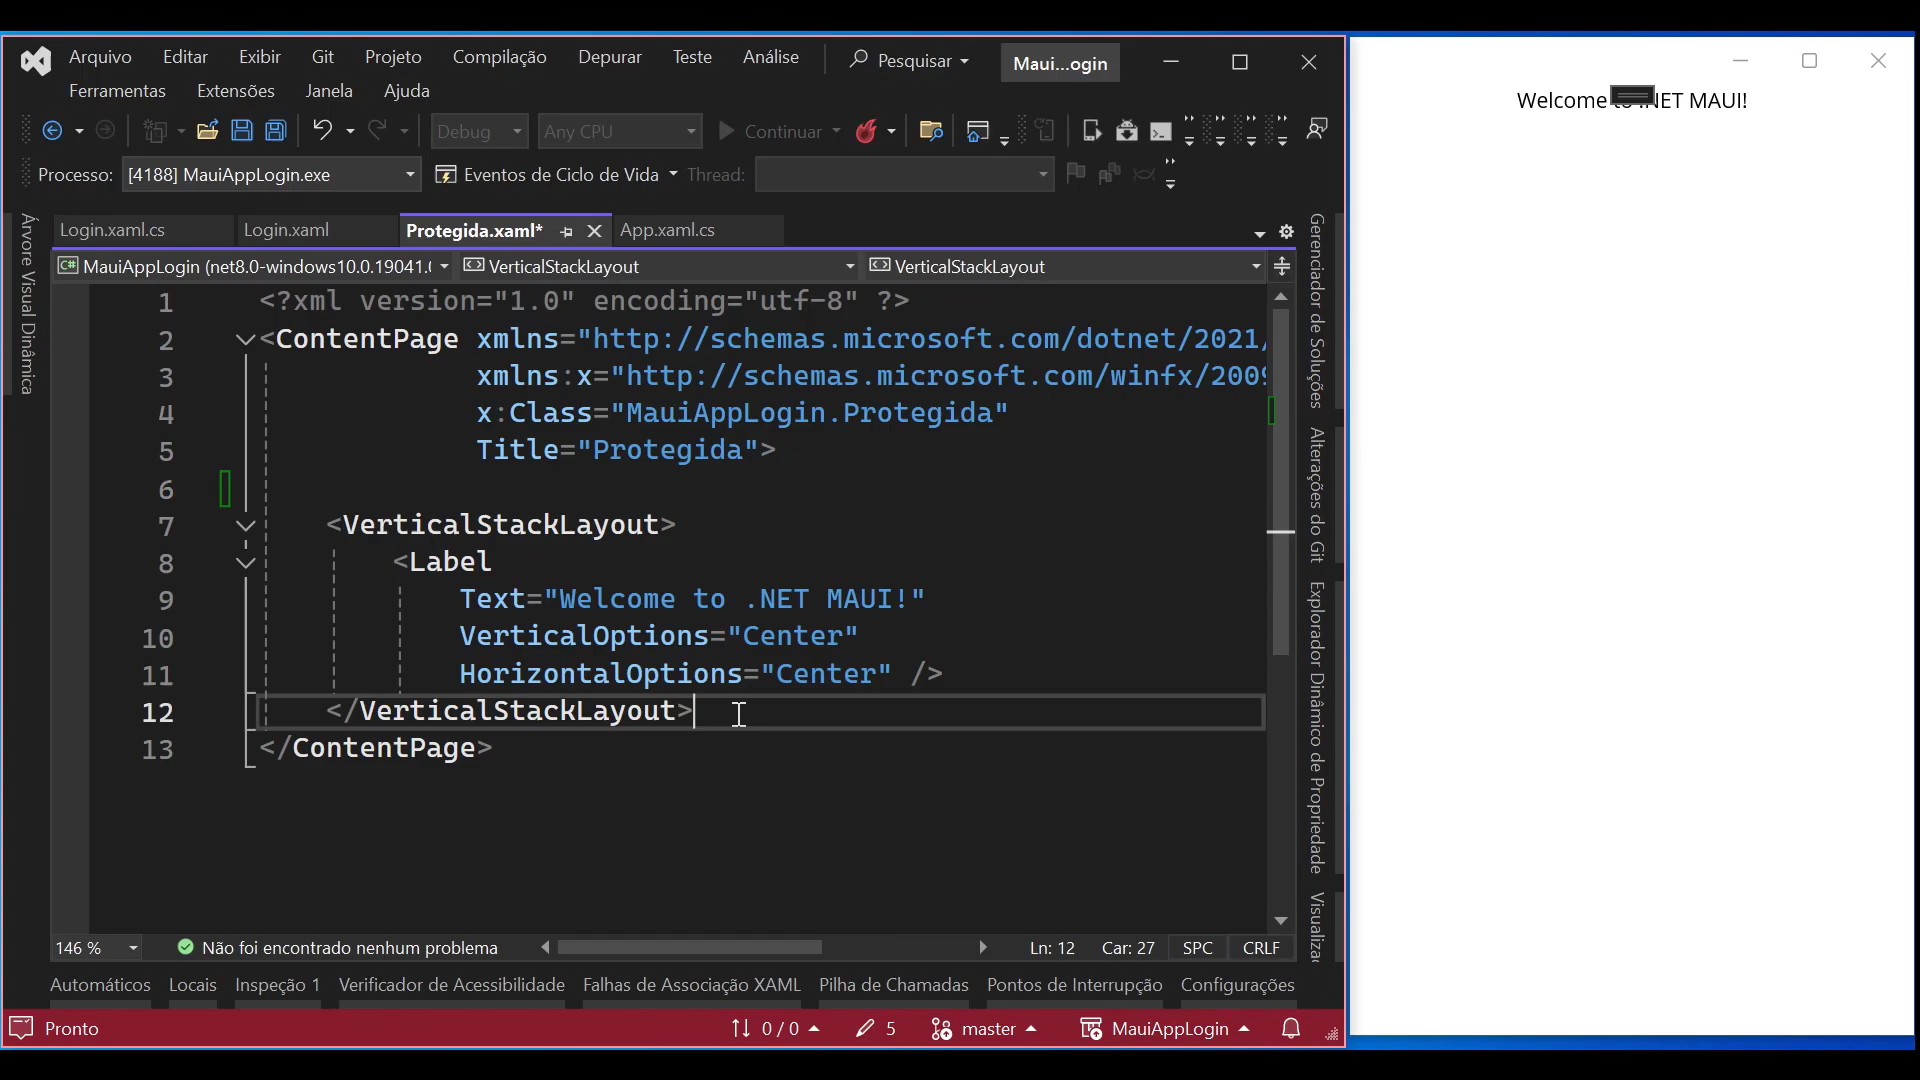 Arquivo Editar Exibir Git Projeto Compilação Depurar Teste Análise Pesquisar Maui...ogin
Ferramentas Extensões Janela Ajuda
Debug Any CPU Continuar
Processo: [4188] MauiAppLogin.exe Eventos de Ciclo de Vida Thread:
Login.xaml.cs Login.xaml Protegida.xaml* App.xaml.cs
MauiAppLogin (net8.0-windows10.0.19041.( VerticalStackLayout VerticalStackLayout
1 <?xml version="1.0" encoding="utf-8" ?>
2 <ContentPage xmlns="http://schemas.microsoft.com/dotnet/2021/
3 xmlns:x="http://schemas.microsoft.com/winfx/2009
4 x:Class="MauiAppLogin.Protegida"
5 Title="Protegida">
6
7 <VerticalStackLayout>
8 <Label
9 Text="Welcome to .NET MAUI!"
10 VerticalOptions="Center"
11 HorizontalOptions="Center" />
12 </VerticalStackLayout>
13 </ContentPage>
146 % Não foi encontrado nenhum problema Ln: 12 Car: 27 SPC CRLF
Automáticos Locais Inspeção 1 Verificador de Acessibilidade Falhas de Associação XAML Pilha de Chamadas Pontos de Interrupção Configurações
Pronto 0 / 0 5 master MauiAppLogin
Árvore Visual Dinâmica
Gerenciador de Soluções
Alterações do Git
Explorador Dinâmico de Propriedade
Visualiza
Welcome to .NET MAUI!